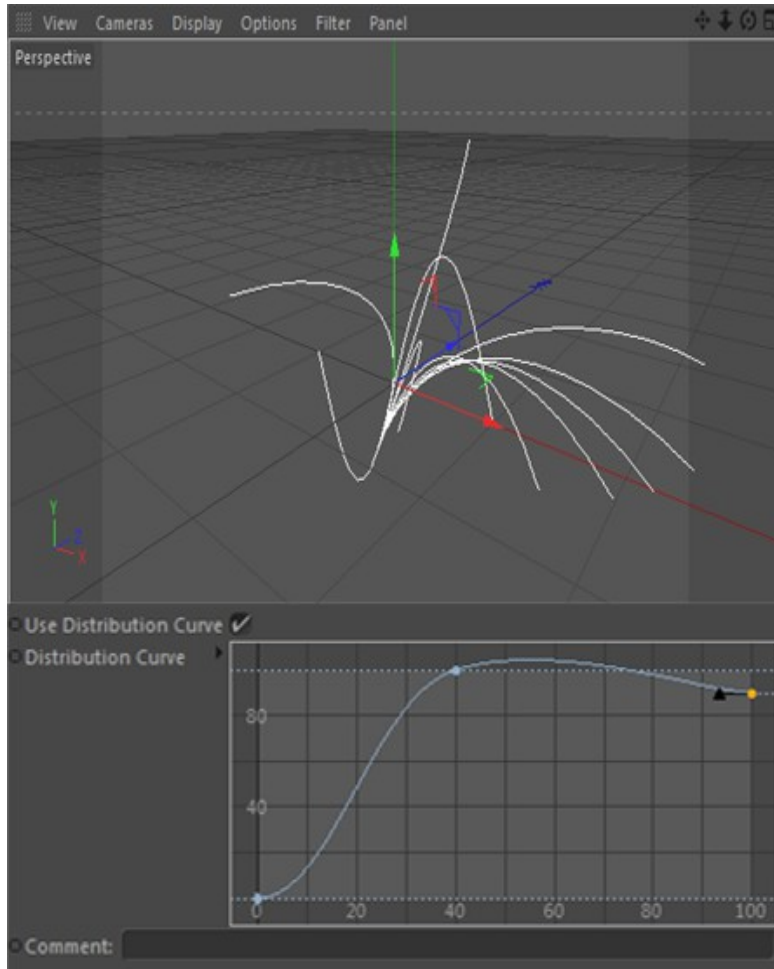 View Cameras Display Options Filter Panel
Perspective
Y
Z
X
Use Distribution Curve
Distribution Curve
80
40
0 20 40 60 80 100
Comment: